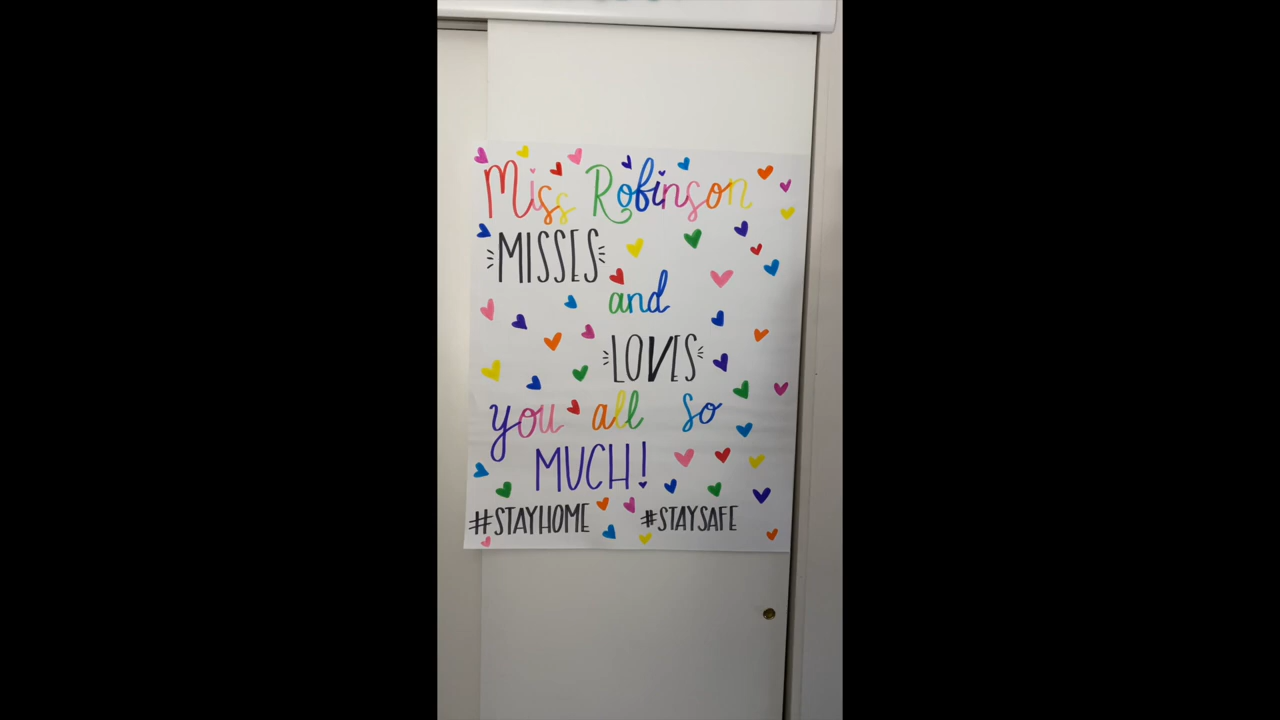 Miss Robinson
MISSES
and
LOVES
you all so
MUCH!
#STAYHOME #STAYSAFE